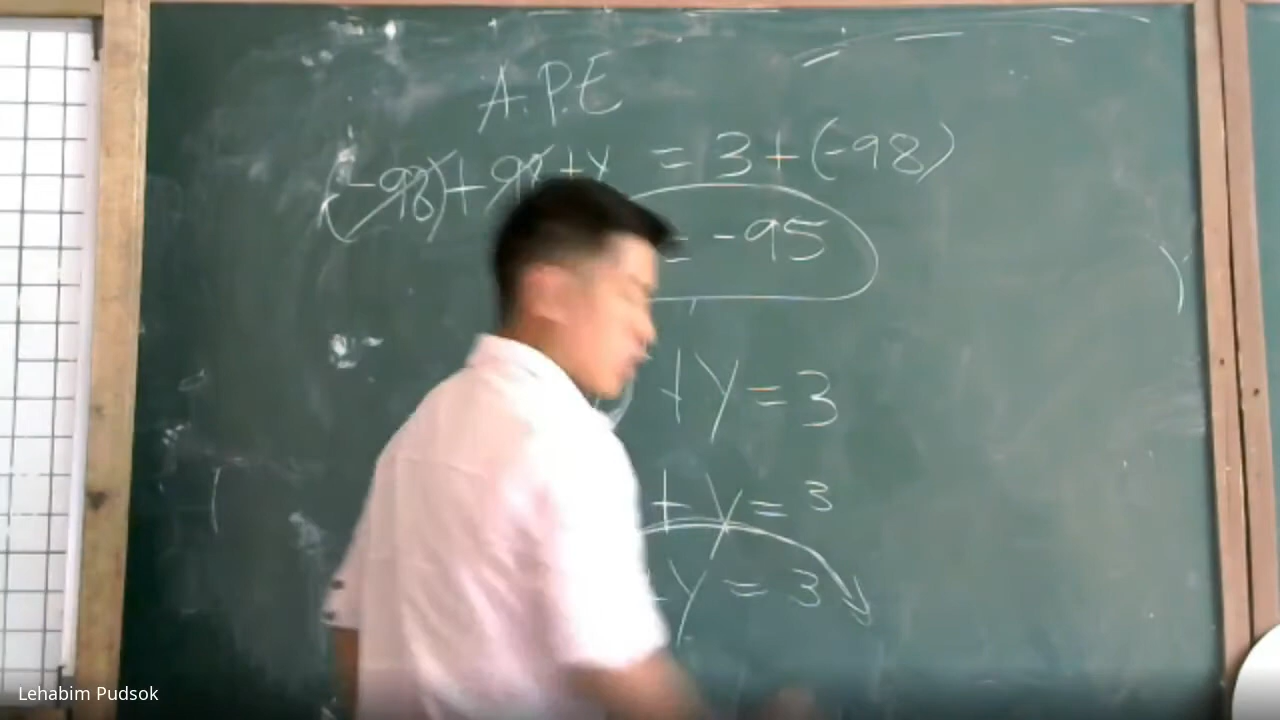 A.P.E
(-98)+98+y = 3+(-98)
= -95
+y=3
+y=3
+y=3
Lehabim Pudsok